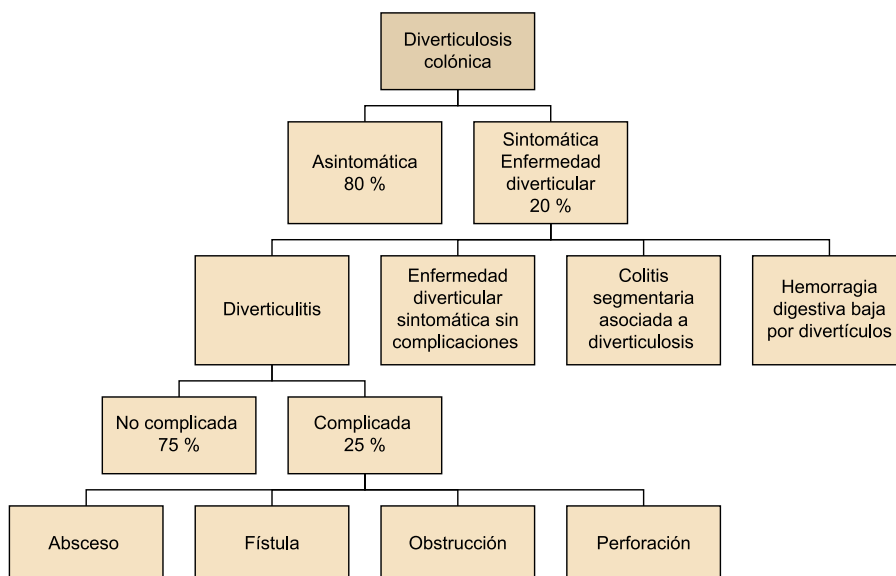 Diverticulosis
colónica
Asintomática
80 %
Sintomática
Enfermedad
diverticular
20 %
Diverticulitis
Enfermedad
diverticular
sintomática sin
complicaciones
Colitis
segmentaria
asociada a
diverticulosis
Hemorragia
digestiva baja
por divertículos
No complicada
75 %
Complicada
25 %
Absceso
Fístula
Obstrucción
Perforación